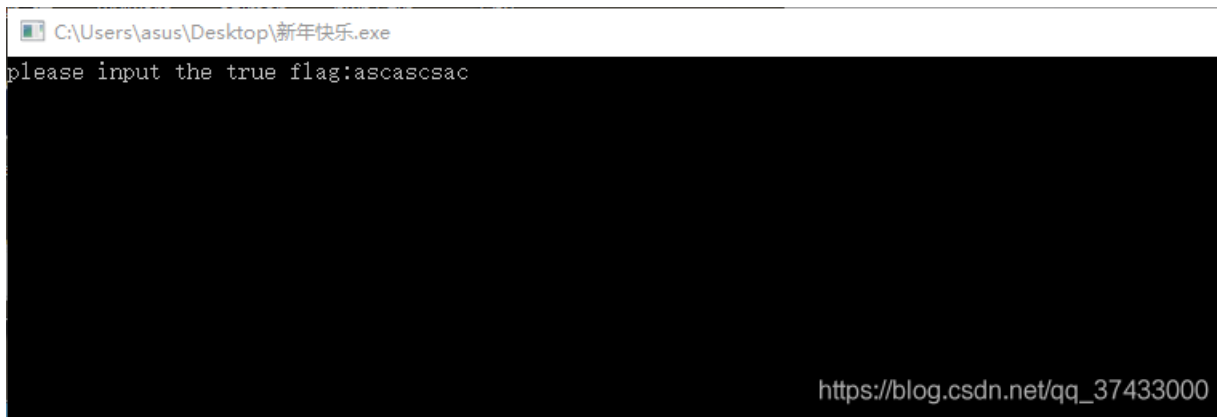 C:\Users\asus\Desktop\新年快乐.exe
please input the true flag:ascascsac
https://blog.csdn.net/qq_37433000